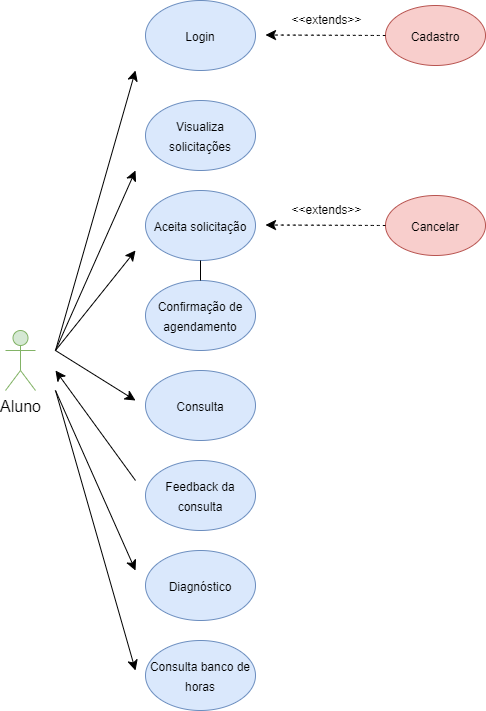 Login
<<extends>>
Cadastro
Visualiza
solicitações
Aceita solicitação
<<extends>>
Cancelar
Confirmação de
agendamento
Aluno
Consulta
Feedback da
consulta
Diagnóstico
Consulta banco de
horas